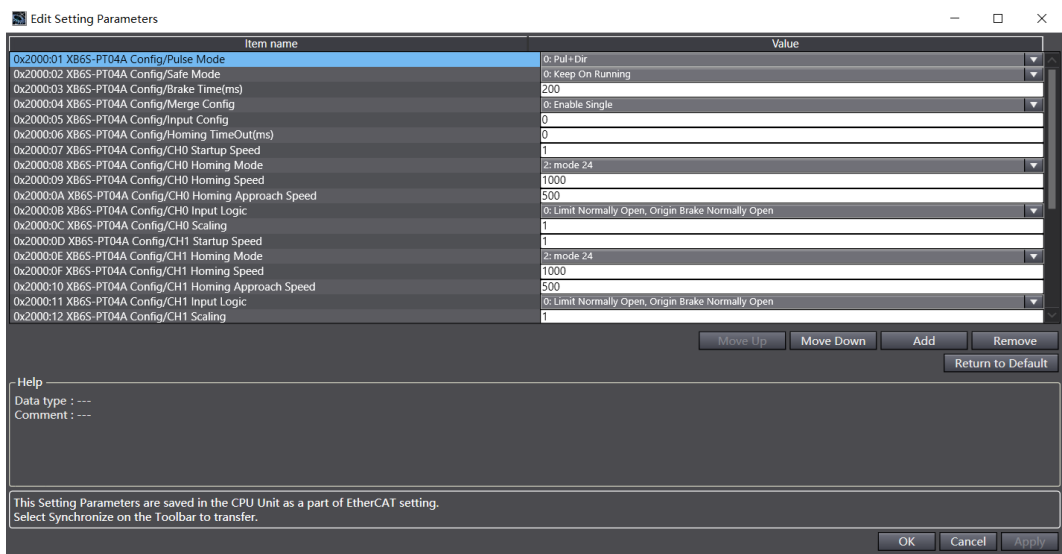 Edit Setting Parameters
Item name Value
0x2000:01 XB6S-PT04A Config/Pulse Mode 0: Pul+Dir
0x2000:02 XB6S-PT04A Config/Safe Mode 0: Keep On Running
0x2000:03 XB6S-PT04A Config/Brake Time(ms) 200
0x2000:04 XB6S-PT04A Config/Merge Config 0: Enable Single
0x2000:05 XB6S-PT04A Config/Input Config 0
0x2000:06 XB6S-PT04A Config/Homing TimeOut(ms) 0
0x2000:07 XB6S-PT04A Config/CH0 Startup Speed 1
0x2000:08 XB6S-PT04A Config/CH0 Homing Mode 2: mode 24
0x2000:09 XB6S-PT04A Config/CH0 Homing Speed 1000
0x2000:0A XB6S-PT04A Config/CH0 Homing Approach Speed 500
0x2000:0B XB6S-PT04A Config/CH0 Input Logic 0: Limit Normally Open, Origin Brake Normally Open
0x2000:0C XB6S-PT04A Config/CH0 Scaling 1
0x2000:0D XB6S-PT04A Config/CH1 Startup Speed 1
0x2000:0E XB6S-PT04A Config/CH1 Homing Mode 2: mode 24
0x2000:0F XB6S-PT04A Config/CH1 Homing Speed 1000
0x2000:10 XB6S-PT04A Config/CH1 Homing Approach Speed 500
0x2000:11 XB6S-PT04A Config/CH1 Input Logic 0: Limit Normally Open, Origin Brake Normally Open
0x2000:12 XB6S-PT04A Config/CH1 Scaling 1
Move Up Move Down Add Remove
Return to Default
Help
Data type : ---
Comment : ---
This Setting Parameters are saved in the CPU Unit as a part of EtherCAT setting.
Select Synchronize on the Toolbar to transfer.
OK Cancel Apply